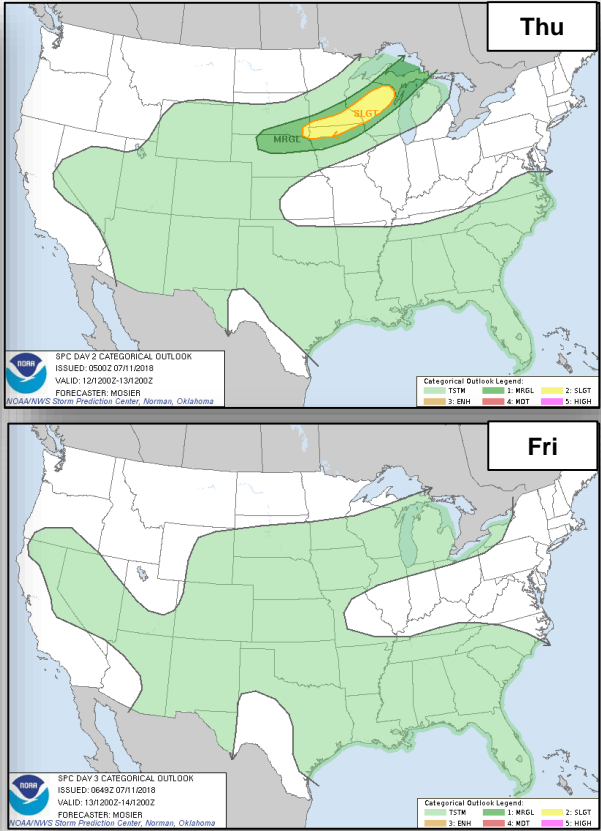 Thu
SLGT
MRGL
NOAA
SPC DAY 2 CATEGORICAL OUTLOOK
ISSUED: 0500Z 07/11/2018
VALID: 12/1200Z-13/1200Z
FORECASTER: MOSIER
NOAA/NWS Storm Prediction Center, Norman, Oklahoma
Categorical Outlook Legend:
TSTM 1: MRGL 2: SLGT
3: ENH 4: MDT 5: HIGH
Fri
NOAA
SPC DAY 3 CATEGORICAL OUTLOOK
ISSUED: 0649Z 07/11/2018
VALID: 13/1200Z-14/1200Z
FORECASTER: MOSIER
NOAA/NWS Storm Prediction Center, Norman, Oklahoma
Categorical Outlook Legend:
TSTM 1: MRGL 2: SLGT
3: ENH 4: MDT 5: HIGH